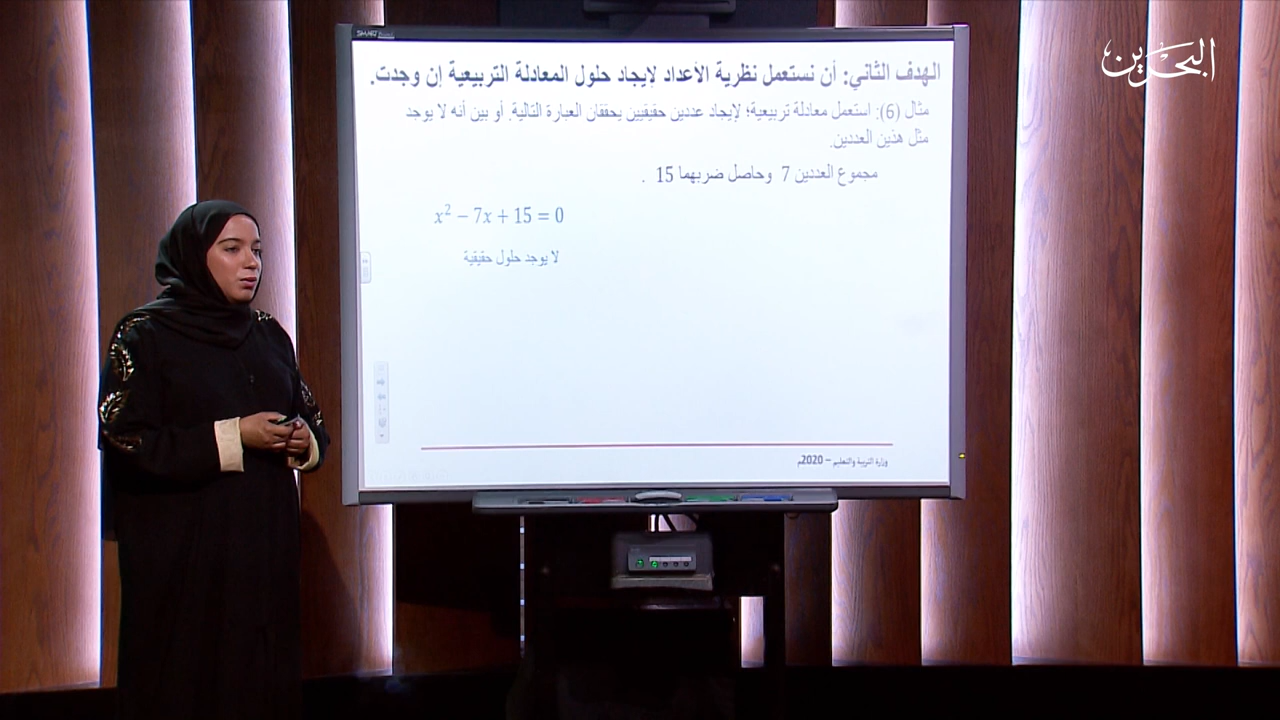 البحرين
SMART
الهدف الثاني: أن نستعمل نظرية الأعداد لإيجاد حلول المعادلة التربيعية إن وجدت.
مثال (6): استعمل معادلة تربيعية؛ لإيجاد عددين حقيقيين يحققان العبارة التالية. أو بين أنه لا يوجد
مثل هذين العددين.
مجموع العددين 7 وحاصل ضربهما 15 .
x² − 7x + 15 = 0
لا يوجد حلول حقيقية
وزارة التربية والتعليم – 2020م